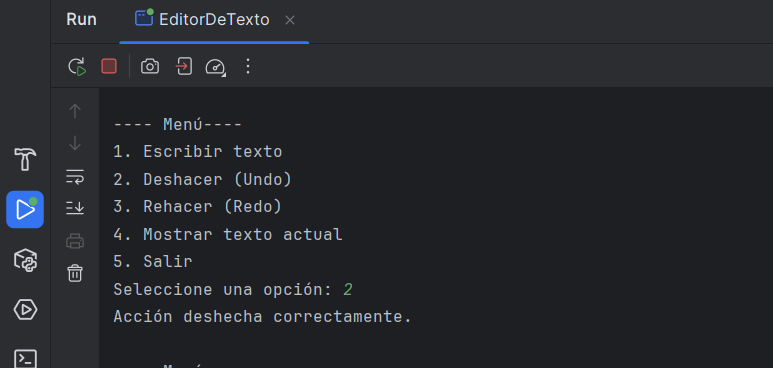 Run EditorDeTexto
---- Menú----
1. Escribir texto
2. Deshacer (Undo)
3. Rehacer (Redo)
4. Mostrar texto actual
5. Salir
Seleccione una opción: 2
Acción deshecha correctamente.